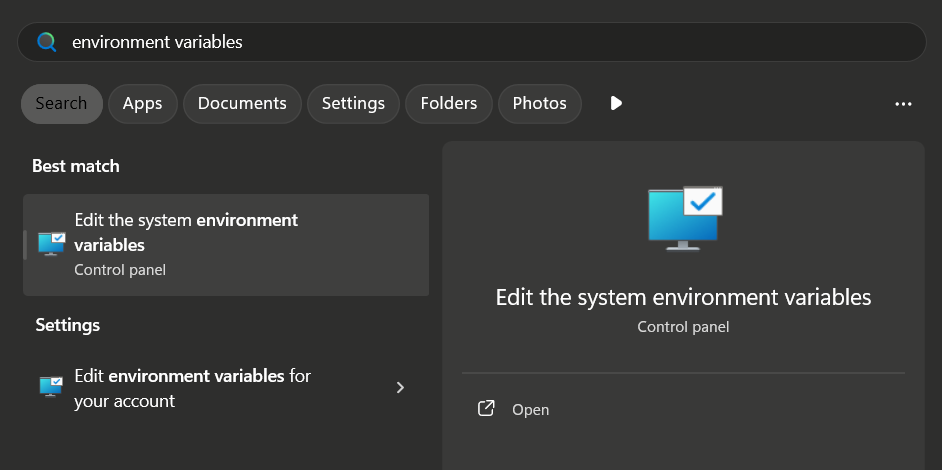 environment variables
Search
Apps
Documents
Settings
Folders
Photos
Best match
Edit the system environment
variables
Control panel
Settings
Edit environment variables for
your account
Edit the system environment variables
Control panel
Open